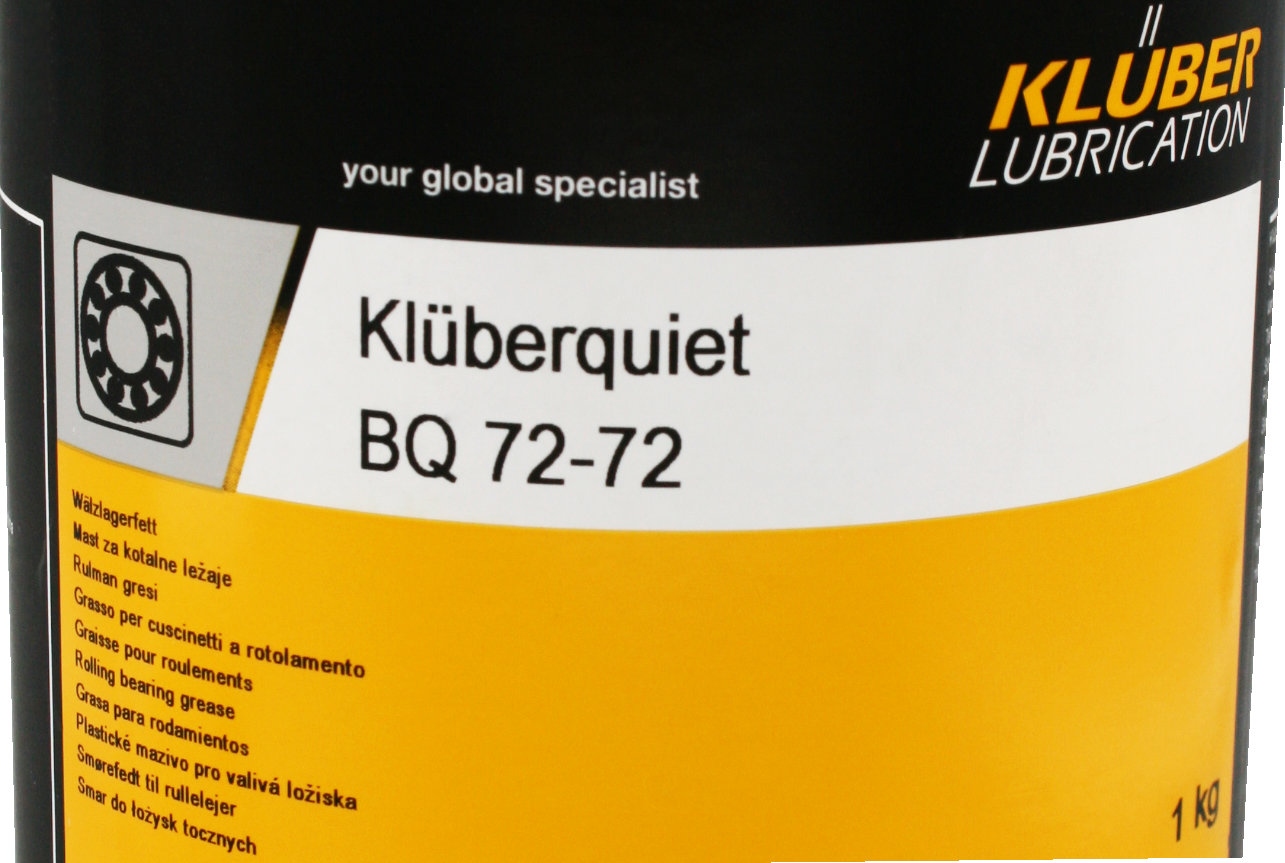 KLÜBER
LUBRICATION
your global specialist
Klüberquiet
BQ 72-72
Wälzlagerfett
Mast za kotalne ležaje
Rulman gresi
Grasso per cuscinetti a rotolamento
Graisse pour roulements
Rolling bearing grease
Grasa para rodamientos
Plastické mazivo pro valivá ložiska
Smørefedt til rullelejer
Smar do łożysk tocznych
1 kg